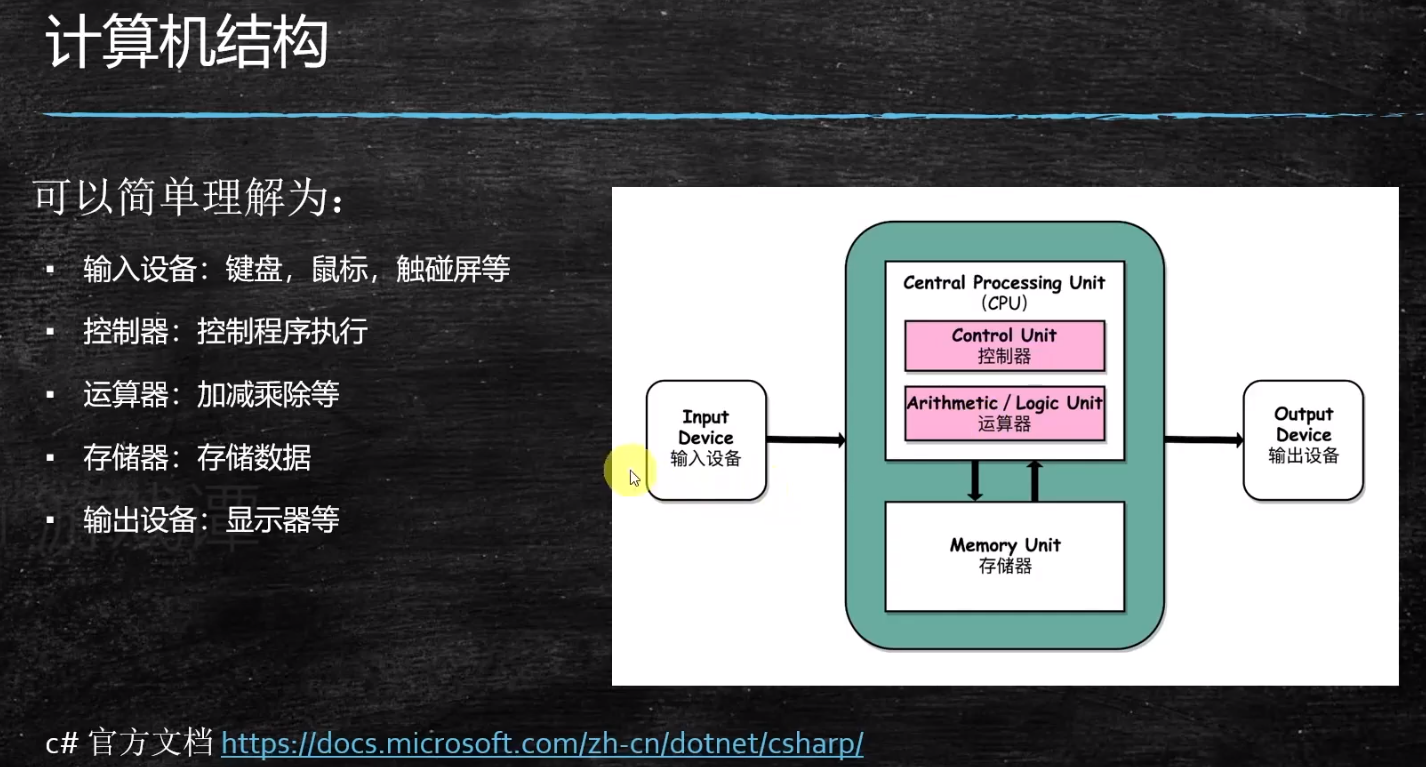 计算机结构
可以简单理解为：
▪ 输入设备：键盘，鼠标，触碰屏等
▪ 控制器：控制程序执行
▪ 运算器：加减乘除等
▪ 存储器：存储数据
▪ 输出设备：显示器等
Input
Device
输入设备
Central Processing Unit
(CPU)
Control Unit
控制器
Arithmetic / Logic Unit
运算器
Memory Unit
存储器
Output
Device
输出设备
c# 官方文档 https://docs.microsoft.com/zh-cn/dotnet/csharp/